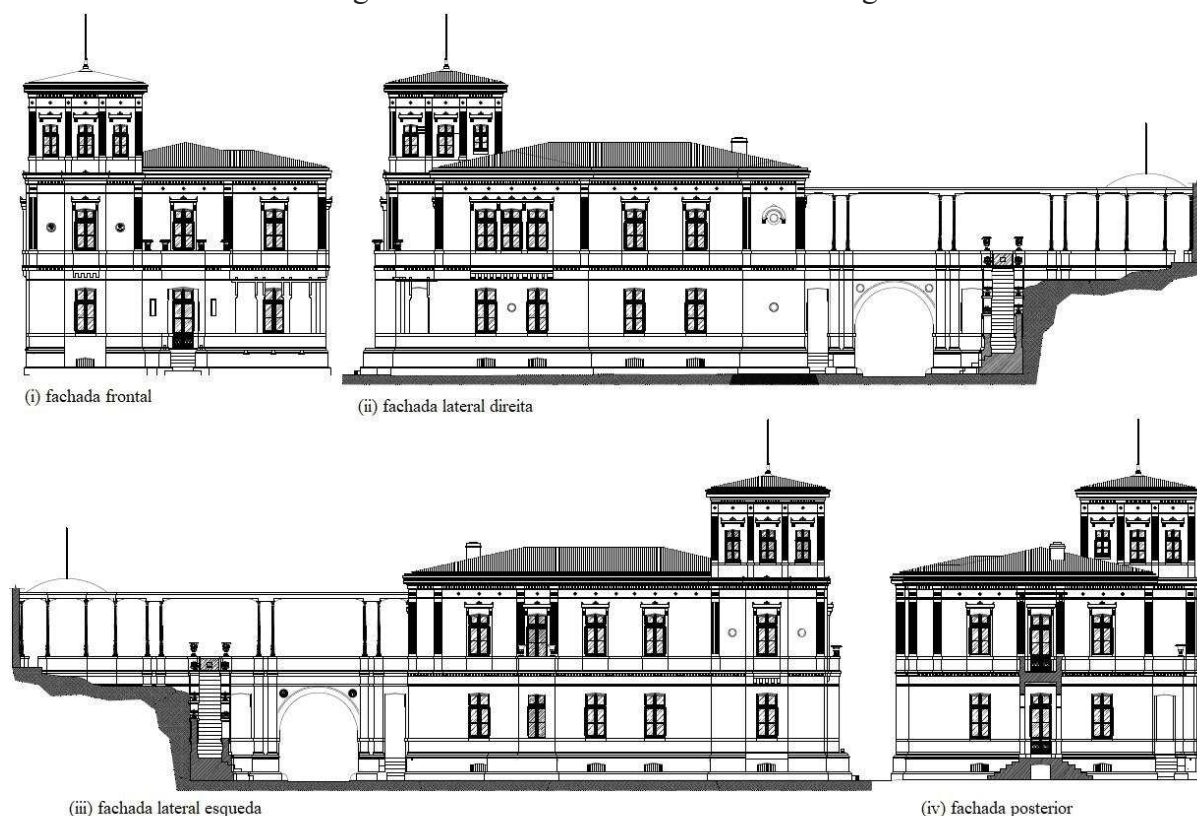 (i) fachada frontal
(ii) fachada lateral direita
(iii) fachada lateral esqueda
(iv) fachada posterior